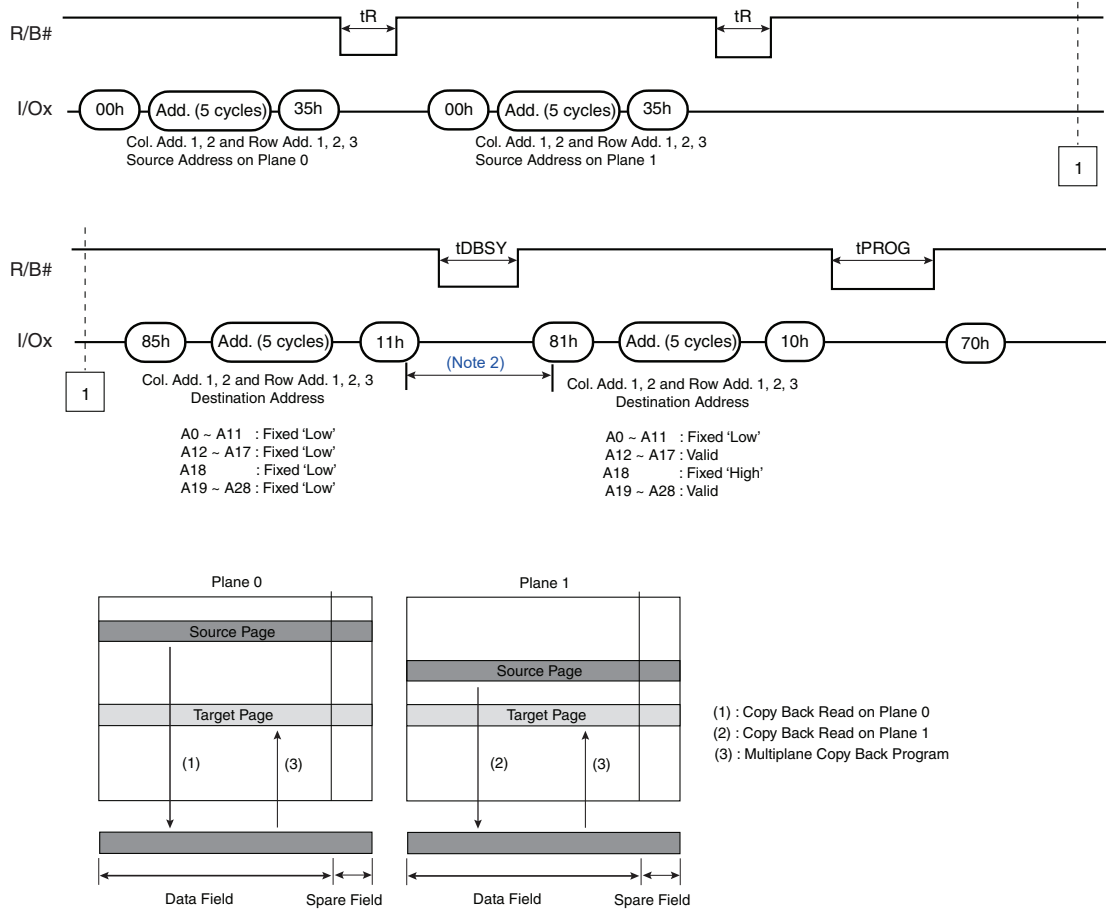 tR
tR
R/B#
I/Ox
00h
Add. (5 cycles)
35h
00h
Add. (5 cycles)
35h
Col. Add. 1, 2 and Row Add. 1, 2, 3
Source Address on Plane 0
Col. Add. 1, 2 and Row Add. 1, 2, 3
Source Address on Plane 1
1
tDBSY
tPROG
R/B#
I/Ox
85h
Add. (5 cycles)
11h
(Note 2)
81h
Add. (5 cycles)
10h
70h
1
Col. Add. 1, 2 and Row Add. 1, 2, 3
Destination Address
Col. Add. 1, 2 and Row Add. 1, 2, 3
Destination Address
A0 ~ A11 : Fixed ‘Low’
A12 ~ A17 : Fixed ‘Low’
A18 : Fixed ‘Low’
A19 ~ A28 : Fixed ‘Low’
A0 ~ A11 : Fixed ‘Low’
A12 ~ A17 : Valid
A18 : Fixed ‘High’
A19 ~ A28 : Valid
Plane 0
Plane 1
Source Page
Source Page
Target Page
Target Page
(1)
(3)
(2)
(3)
(1) : Copy Back Read on Plane 0
(2) : Copy Back Read on Plane 1
(3) : Multiplane Copy Back Program
Data Field
Spare Field
Data Field
Spare Field